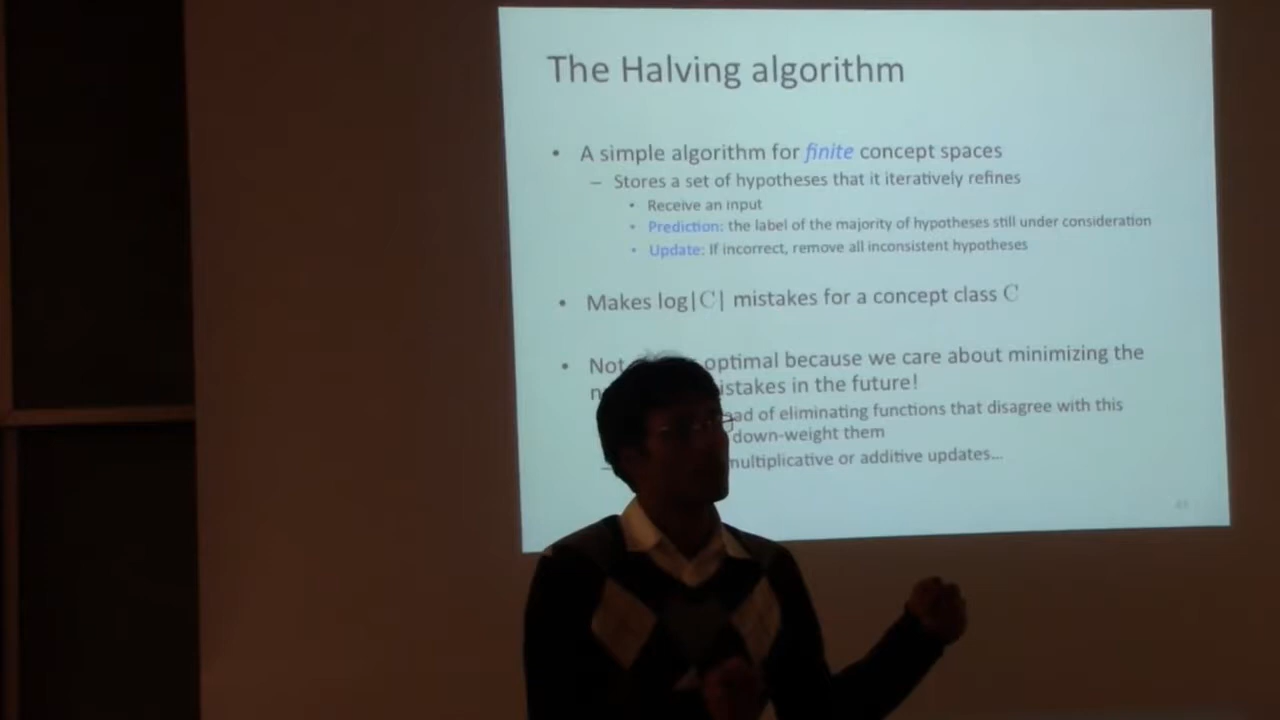 The Halving algorithm
• A simple algorithm for finite concept spaces
– Stores a set of hypotheses that it iteratively refines
• Receive an input
• Prediction: the label of the majority of hypotheses still under consideration
• Update: If incorrect, remove all inconsistent hypotheses
• Makes log|C| mistakes for a concept class C
• Not optimal because we care about minimizing the
mistakes in the future!
of eliminating functions that disagree with this
down-weight them
– multiplicative or additive updates...